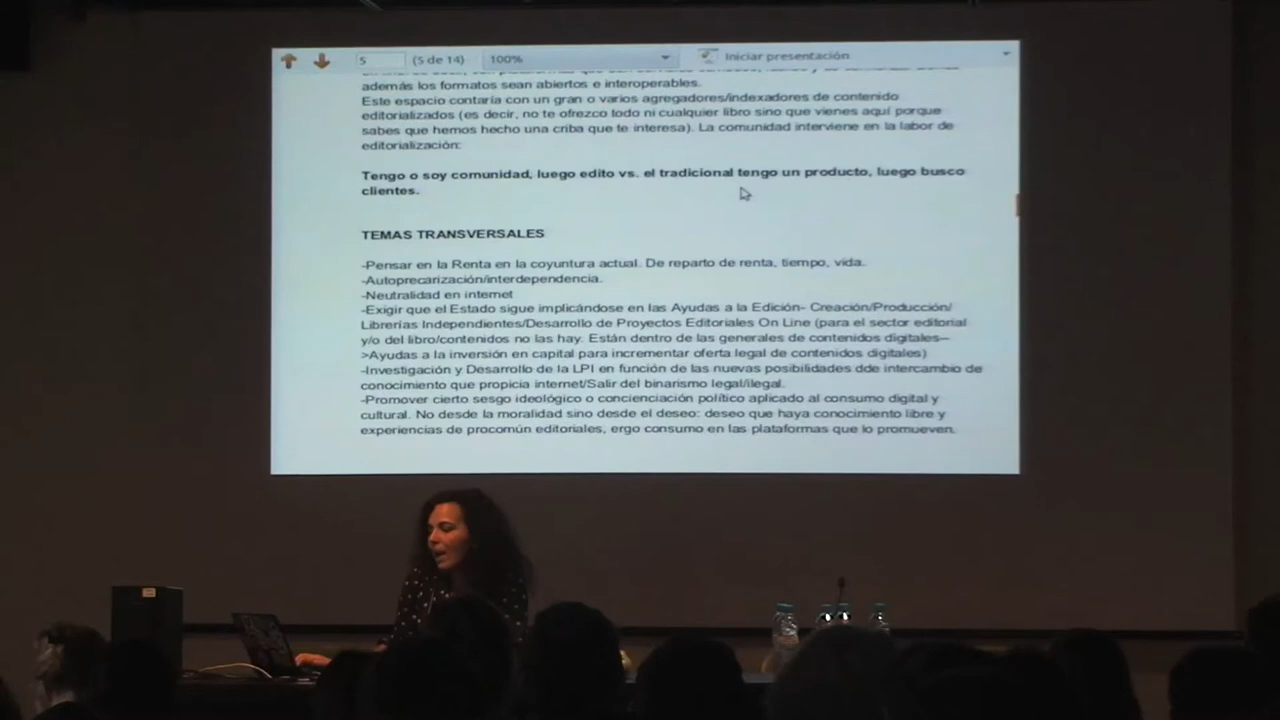 5 (5 de 14) 100% Iniciar presentación
además los formatos sean abiertos e interoperables.
Este espacio contaría con un gran o varios agregadores/indexadores de contenido
editorializados (es decir, no te ofrezco todo ni cualquier libro sino que vienes aquí porque
sabes que hemos hecho una criba que te interesa). La comunidad interviene en la labor de
editorialización:
Tengo o soy comunidad, luego edito vs. el tradicional tengo un producto, luego busco
clientes.
TEMAS TRANSVERSALES
-Pensar en la Renta en la coyuntura actual. De reparto de renta, tiempo, vida.
-Autoprecarización/interdependencia.
-Neutralidad en internet
-Exigir que el Estado sigue implicándose en las Ayudas a la Edición- Creación/Producción/
Librerías Independientes/Desarrollo de Proyectos Editoriales On Line (para el sector editorial
y/o del libro/contenidos no las hay. Están dentro de las generales de contenidos digitales--
>Ayudas a la inversión en capital para incrementar oferta legal de contenidos digitales)
-Investigación y Desarrollo de la LPI en función de las nuevas posibilidades dde intercambio de
conocimiento que propicia internet/Salir del binarismo legal/ilegal.
-Promover cierto sesgo ideológico o concienciación político aplicado al consumo digital y
cultural. No desde la moralidad sino desde el deseo: deseo que haya conocimiento libre y
experiencias de procomún editoriales, ergo consumo en las plataformas que lo promueven.